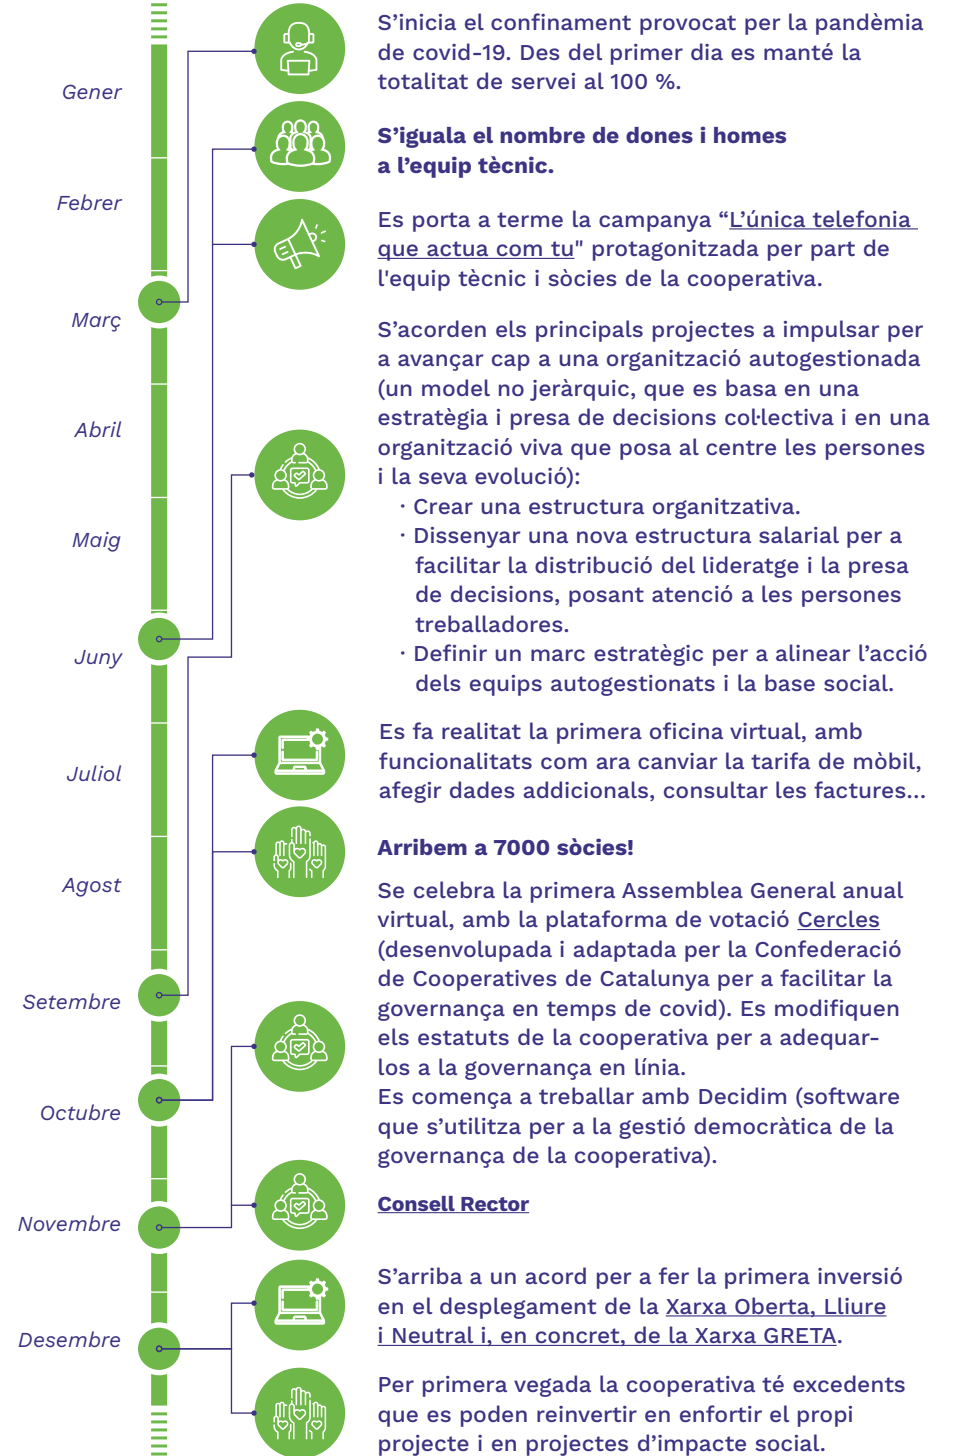 Gener
Febrer
Març
Abril
Maig
Juny
Juliol
Agost
Setembre
Octubre
Novembre
Desembre
S’inicia el confinament provocat per la pandèmia
de covid-19. Des del primer dia es manté la
totalitat de servei al 100 %.
S’iguala el nombre de dones i homes
a l’equip tècnic.
Es porta a terme la campanya “L’única telefonia
que actua com tu" protagonitzada per part de
l'equip tècnic i sòcies de la cooperativa.
S’acorden els principals projectes a impulsar per
a avançar cap a una organització autogestionada
(un model no jeràrquic, que es basa en una
estratègia i presa de decisions col·lectiva i en una
organització viva que posa al centre les persones
i la seva evolució):
· Crear una estructura organitzativa.
· Dissenyar una nova estructura salarial per a
facilitar la distribució del lideratge i la presa
de decisions, posant atenció a les persones
treballadores.
· Definir un marc estratègic per a alinear l’acció
dels equips autogestionats i la base social.
Es fa realitat la primera oficina virtual, amb
funcionalitats com ara canviar la tarifa de mòbil,
afegir dades addicionals, consultar les factures...
Arribem a 7000 sòcies!
Se celebra la primera Assemblea General anual
virtual, amb la plataforma de votació Cercles
(desenvolupada i adaptada per la Confederació
de Cooperatives de Catalunya per a facilitar la
governança en temps de covid). Es modifiquen
els estatuts de la cooperativa per a adequar-
los a la governança en línia.
Es comença a treballar amb Decidim (software
que s’utilitza per a la gestió democràtica de la
governança de la cooperativa).
Consell Rector
S’arriba a un acord per a fer la primera inversió
en el desplegament de la Xarxa Oberta, Lliure
i Neutral i, en concret, de la Xarxa GRETA.
Per primera vegada la cooperativa té excedents
que es poden reinvertir en enfortir el propi
projecte i en projectes d’impacte social.